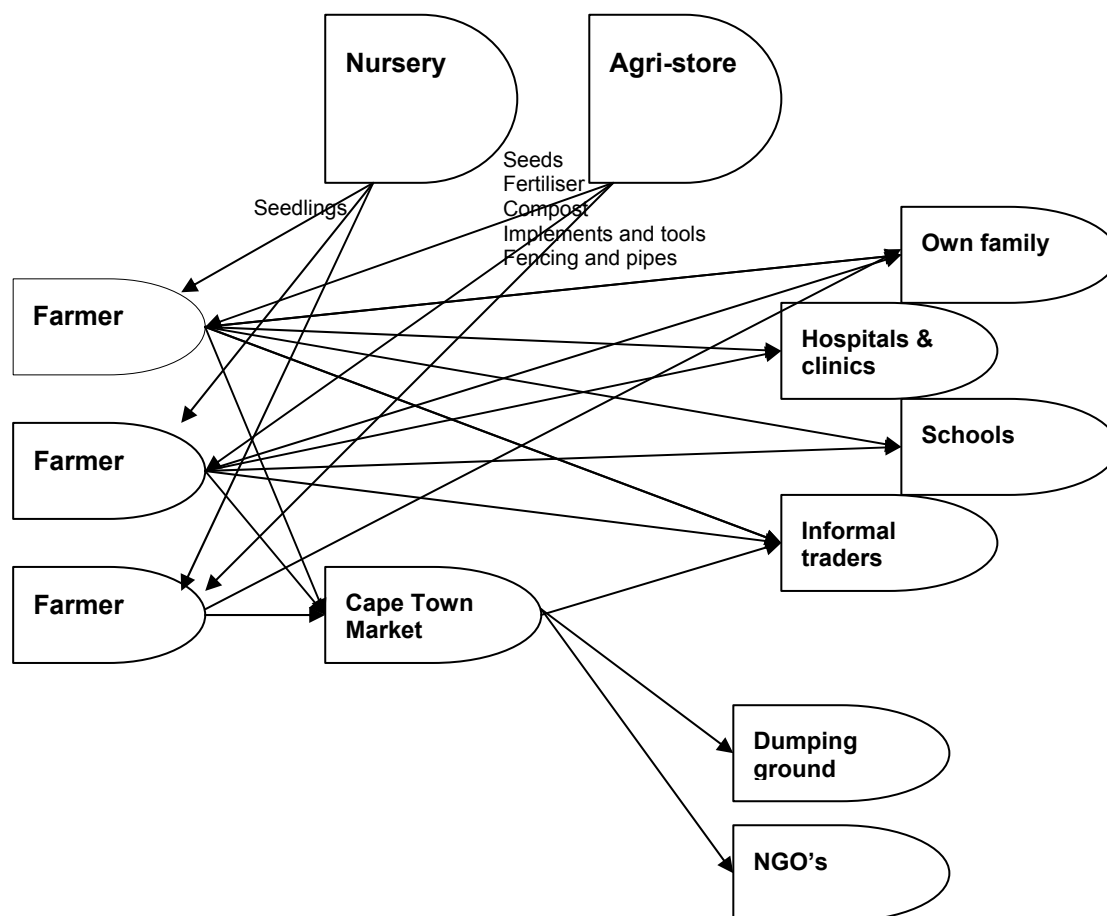 Nursery
Agri-store
Seedlings
Seeds
Fertiliser
Compost
Implements and tools
Fencing and pipes
Own family
Farmer
Hospitals &
clinics
Farmer
Schools
Informal
traders
Farmer
Cape Town
Market
Dumping
ground
NGO's